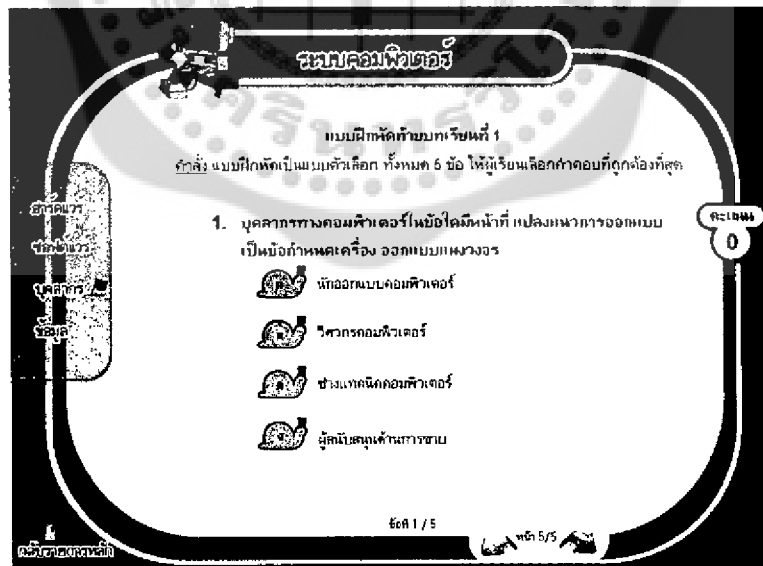 ระบบคอมพิวเตอร์
แบบฝึกหัดท้ายบทเรียนที่ 1
คำสั่ง แบบฝึกหัดเป็นแบบตัวเลือก ทั้งหมด 5 ข้อ ให้ผู้เรียนเลือกคำตอบที่ถูกต้องที่สุด
ฮาร์ดแวร์
ซอฟต์แวร์
บุคลากร
ข้อมูล
คะแนน
0
1. บุคลากรทางคอมพิวเตอร์ในข้อใดมีหน้าที่ แปลงแนวการออกแบบ
เป็นข้อกำหนดเครื่อง ออกแบบแผงวงจร
ก นักออกแบบคอมพิวเตอร์
ข วิศวกรคอมพิวเตอร์
ค ช่างเทคนิคคอมพิวเตอร์
ง ผู้สนับสนุนด้านการขาย
ข้อที่ 1 / 5
หน้า 5/5
กลับรายการหลัก